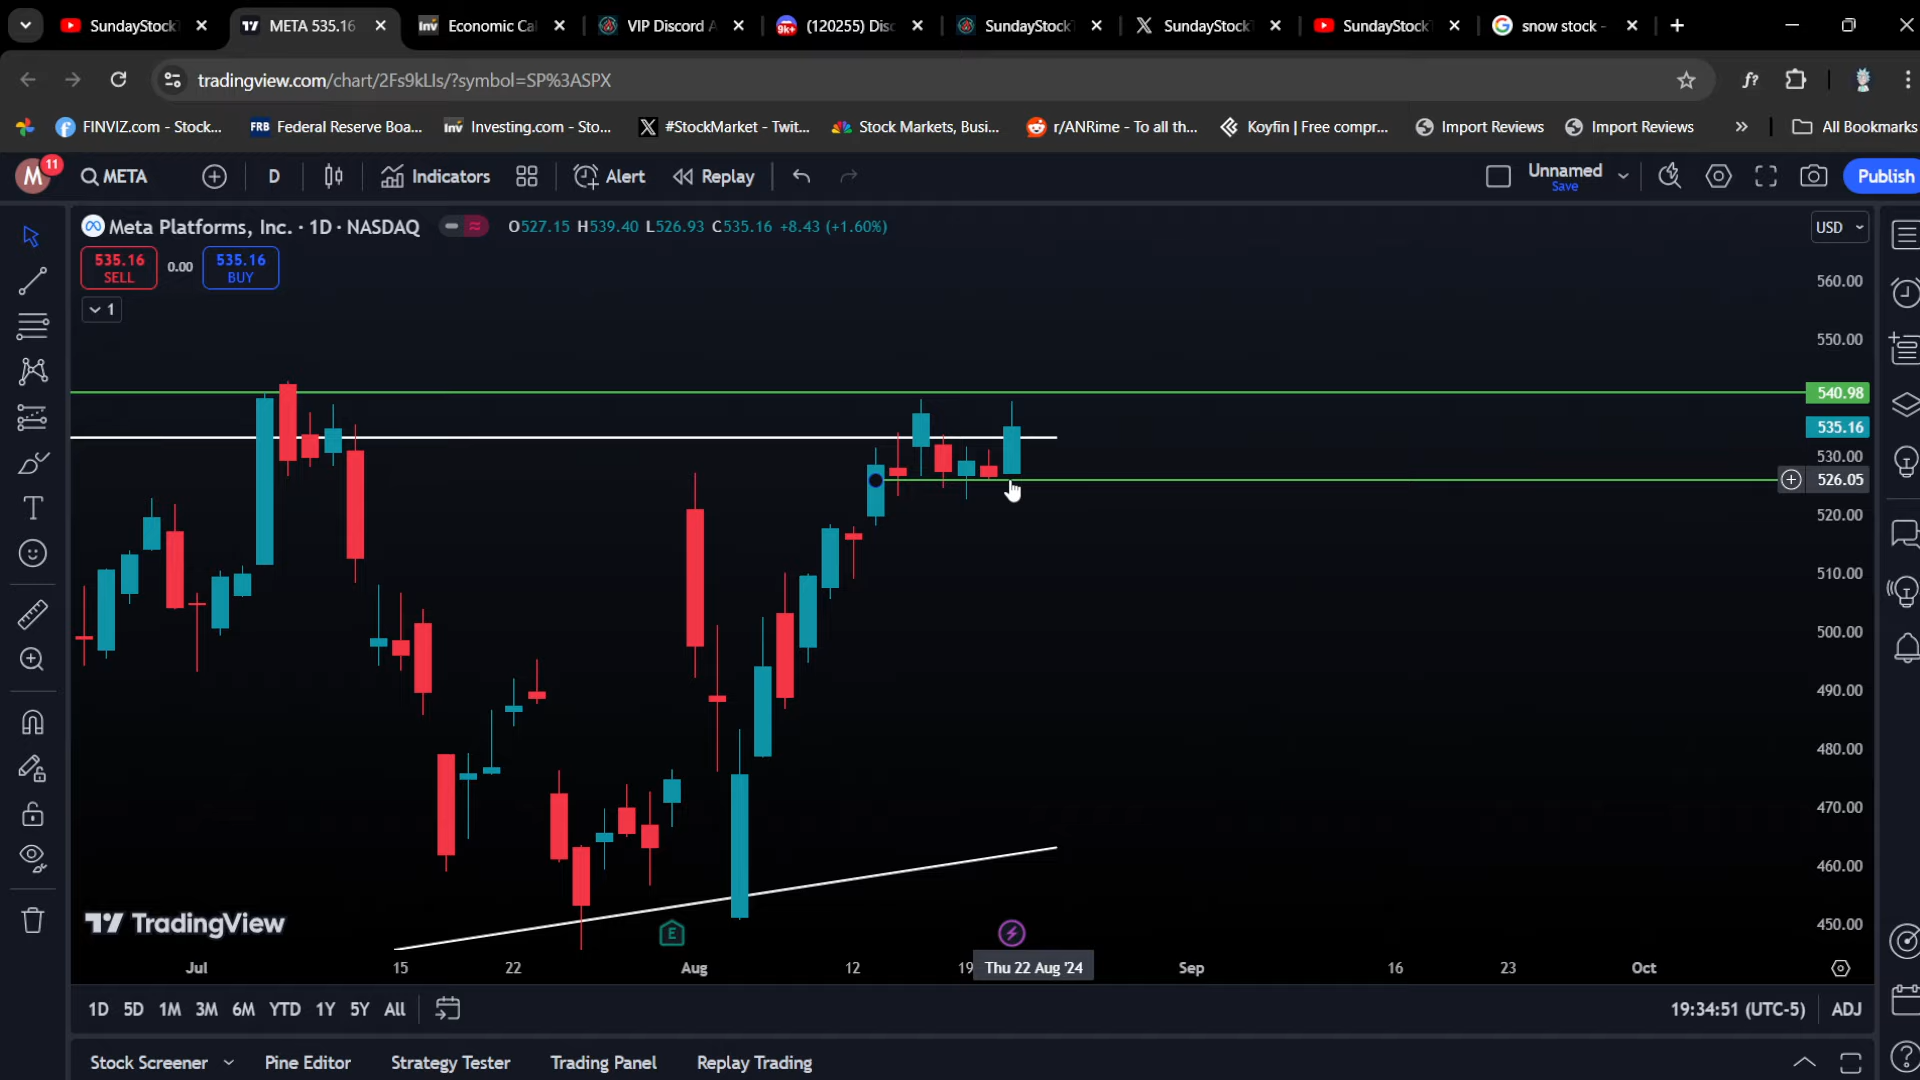 SundayStock
META 535.16
Economic Ca
VIP Discord A
(120255) Disc
SundayStock
SundayStock
SundayStock
snow stock -
tradingview.com/chart/2Fs9kLIs/?symbol=SP%3ASPX
FINVIZ.com - Stock...
Federal Reserve Boa...
Investing.com - Sto...
#StockMarket - Twit...
Stock Markets, Busi...
r/ANRime - To all th...
Koyfin | Free compr...
Import Reviews
Import Reviews
All Bookmarks
M
11
META
D
Indicators
Alert
Replay
Unnamed
Save
Publish
Meta Platforms, Inc. · 1D · NASDAQ
O527.15 H539.40 L526.93 C535.16 +8.43 (+1.60%)
USD
535.16
SELL
0.00
535.16
BUY
1
560.00
550.00
540.98
535.16
530.00
526.05
520.00
510.00
500.00
490.00
480.00
470.00
460.00
450.00
TradingView
E
Jul
15
22
Aug
12
19
Thu 22 Aug '24
Sep
16
23
Oct
1D 5D 1M 3M 6M YTD 1Y 5Y All
19:34:51 (UTC-5)
ADJ
Stock Screener
Pine Editor
Strategy Tester
Trading Panel
Replay Trading